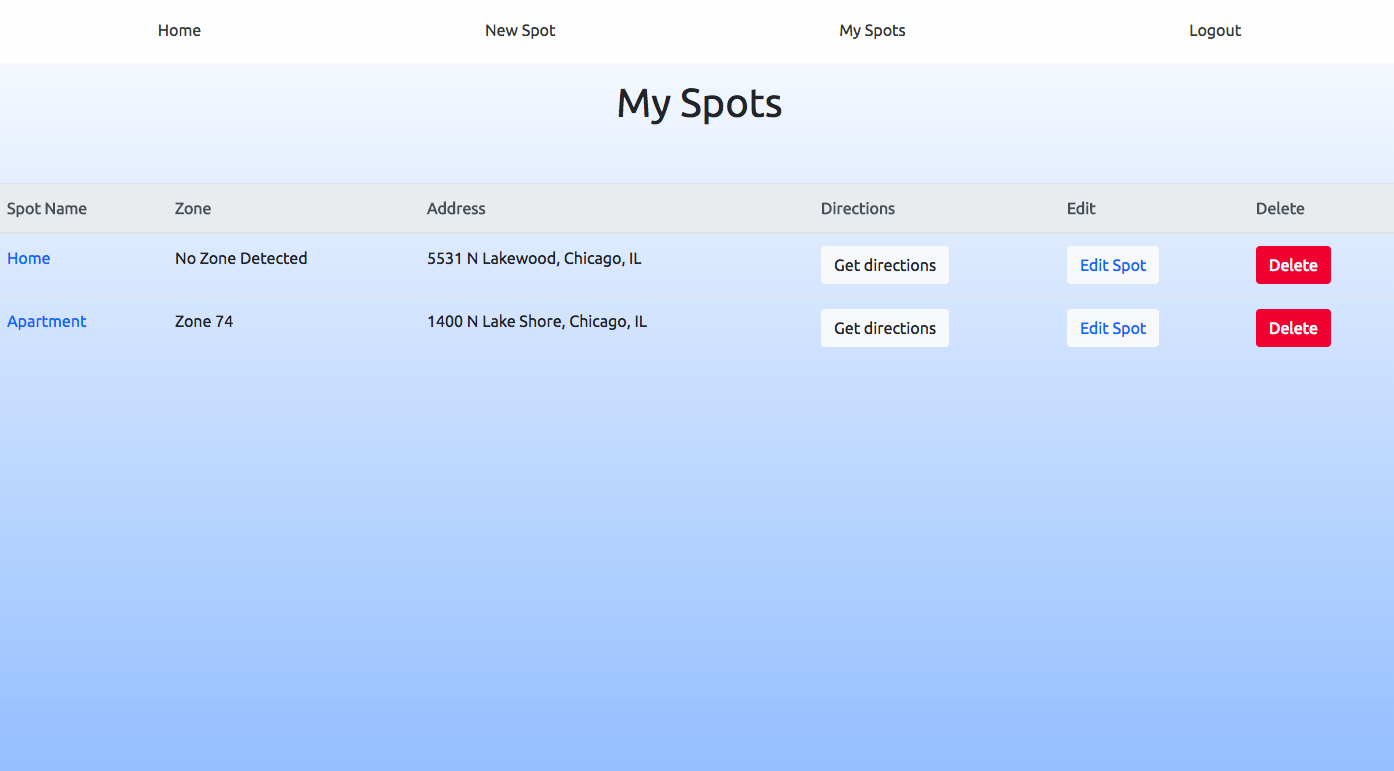 Home New Spot My Spots Logout
My Spots
Spot Name Zone Address Directions Edit Delete
Home No Zone Detected 5531 N Lakewood, Chicago, IL Get directions Edit Spot Delete
Apartment Zone 74 1400 N Lake Shore, Chicago, IL Get directions Edit Spot Delete